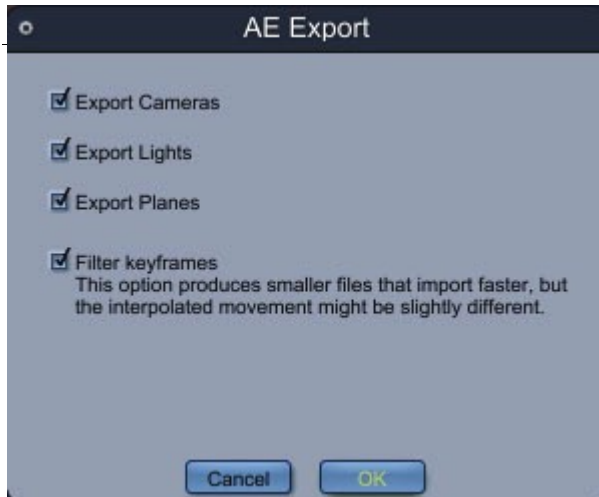 AE Export
Export Cameras
Export Lights
Export Planes
Filter keyframes
This option produces smaller files that import faster, but
the interpolated movement might be slightly different.
Cancel
OK